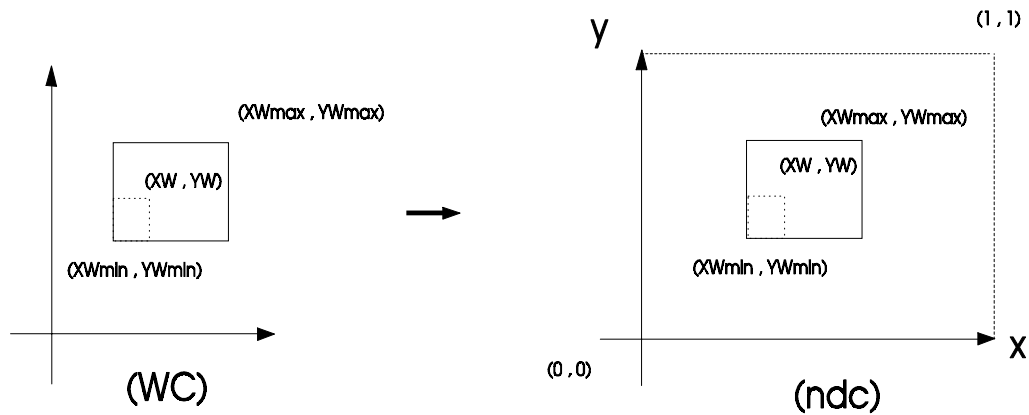 (XWmax , YWmax)
(XW , YW)
(XWmin , YWmin)
(WC)
y
(1 , 1)
(XWmax , YWmax)
(XW , YW)
(XWmin , YWmin)
(0 , 0)
x
(ndc)